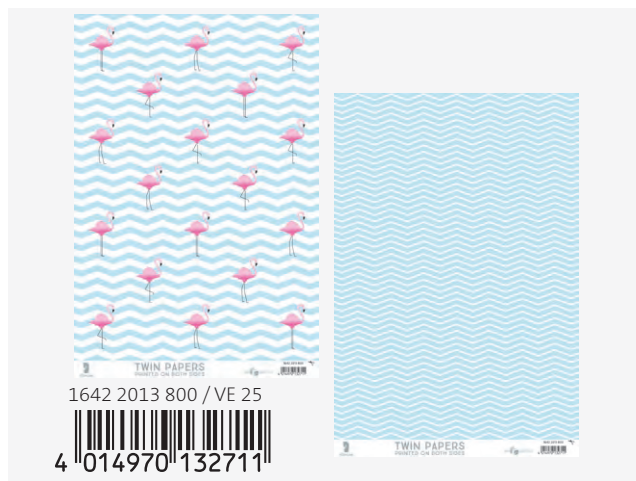 TWIN PAPERS
PRINTED ON BOTH SIDES
1642 2013 800 / VE 25
4 014970 132711
TWIN PAPERS
PRINTED ON BOTH SIDES